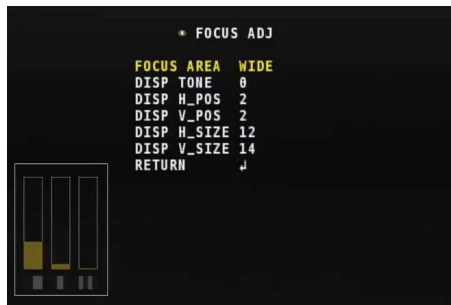 FOCUS ADJ
FOCUS AREA WIDE
DISP TONE 0
DISP H_POS 2
DISP V_POS 2
DISP H_SIZE 12
DISP V_SIZE 14
RETURN ↲